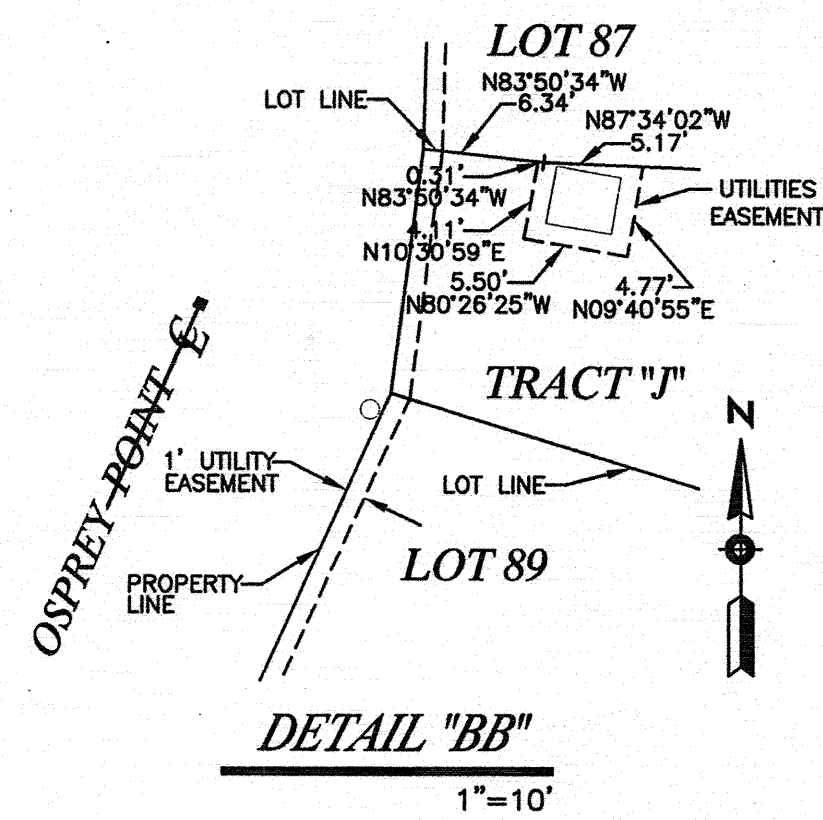 LOT 87
N83°50'34"W
6.34'
LOT LINE
N87°34'02"W
5.17'
0.31'
N83°50'34"W
UTILITIES
EASEMENT
4.11'
N10°30'59"E
5.50'
N80°26'25"W
4.77'
N09°40'55"E
OSPREY POINT ℄
TRACT "J"
N
1' UTILITY
EASEMENT
LOT LINE
LOT 89
PROPERTY
LINE
DETAIL "BB"
1"=10'